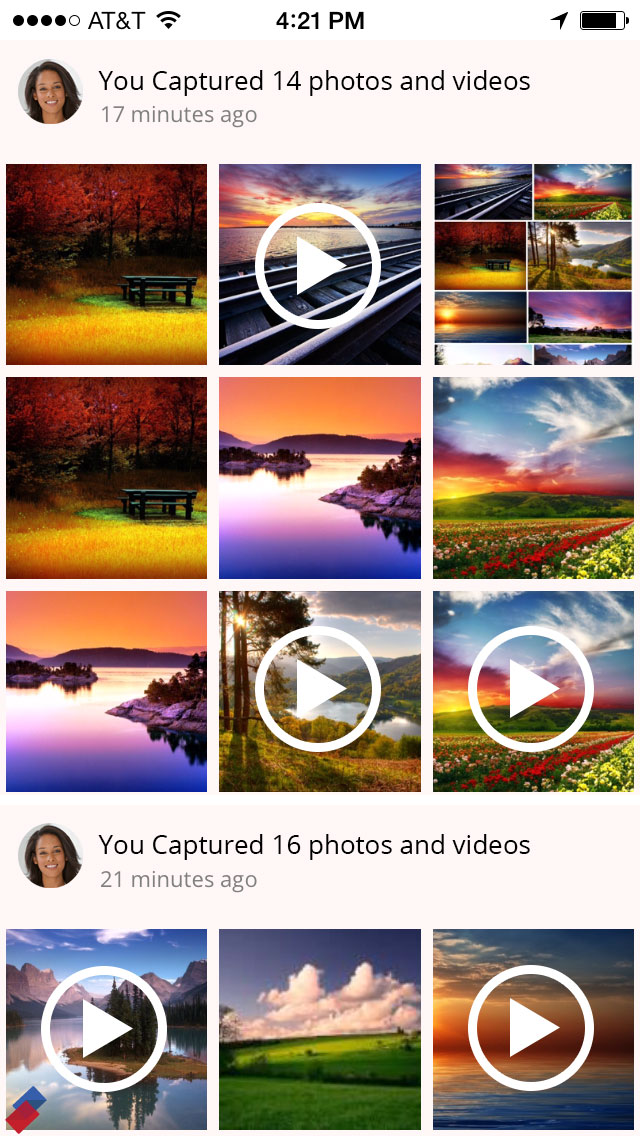 AT&T 4:21 PM
You Captured 14 photos and videos
17 minutes ago
You Captured 16 photos and videos
21 minutes ago